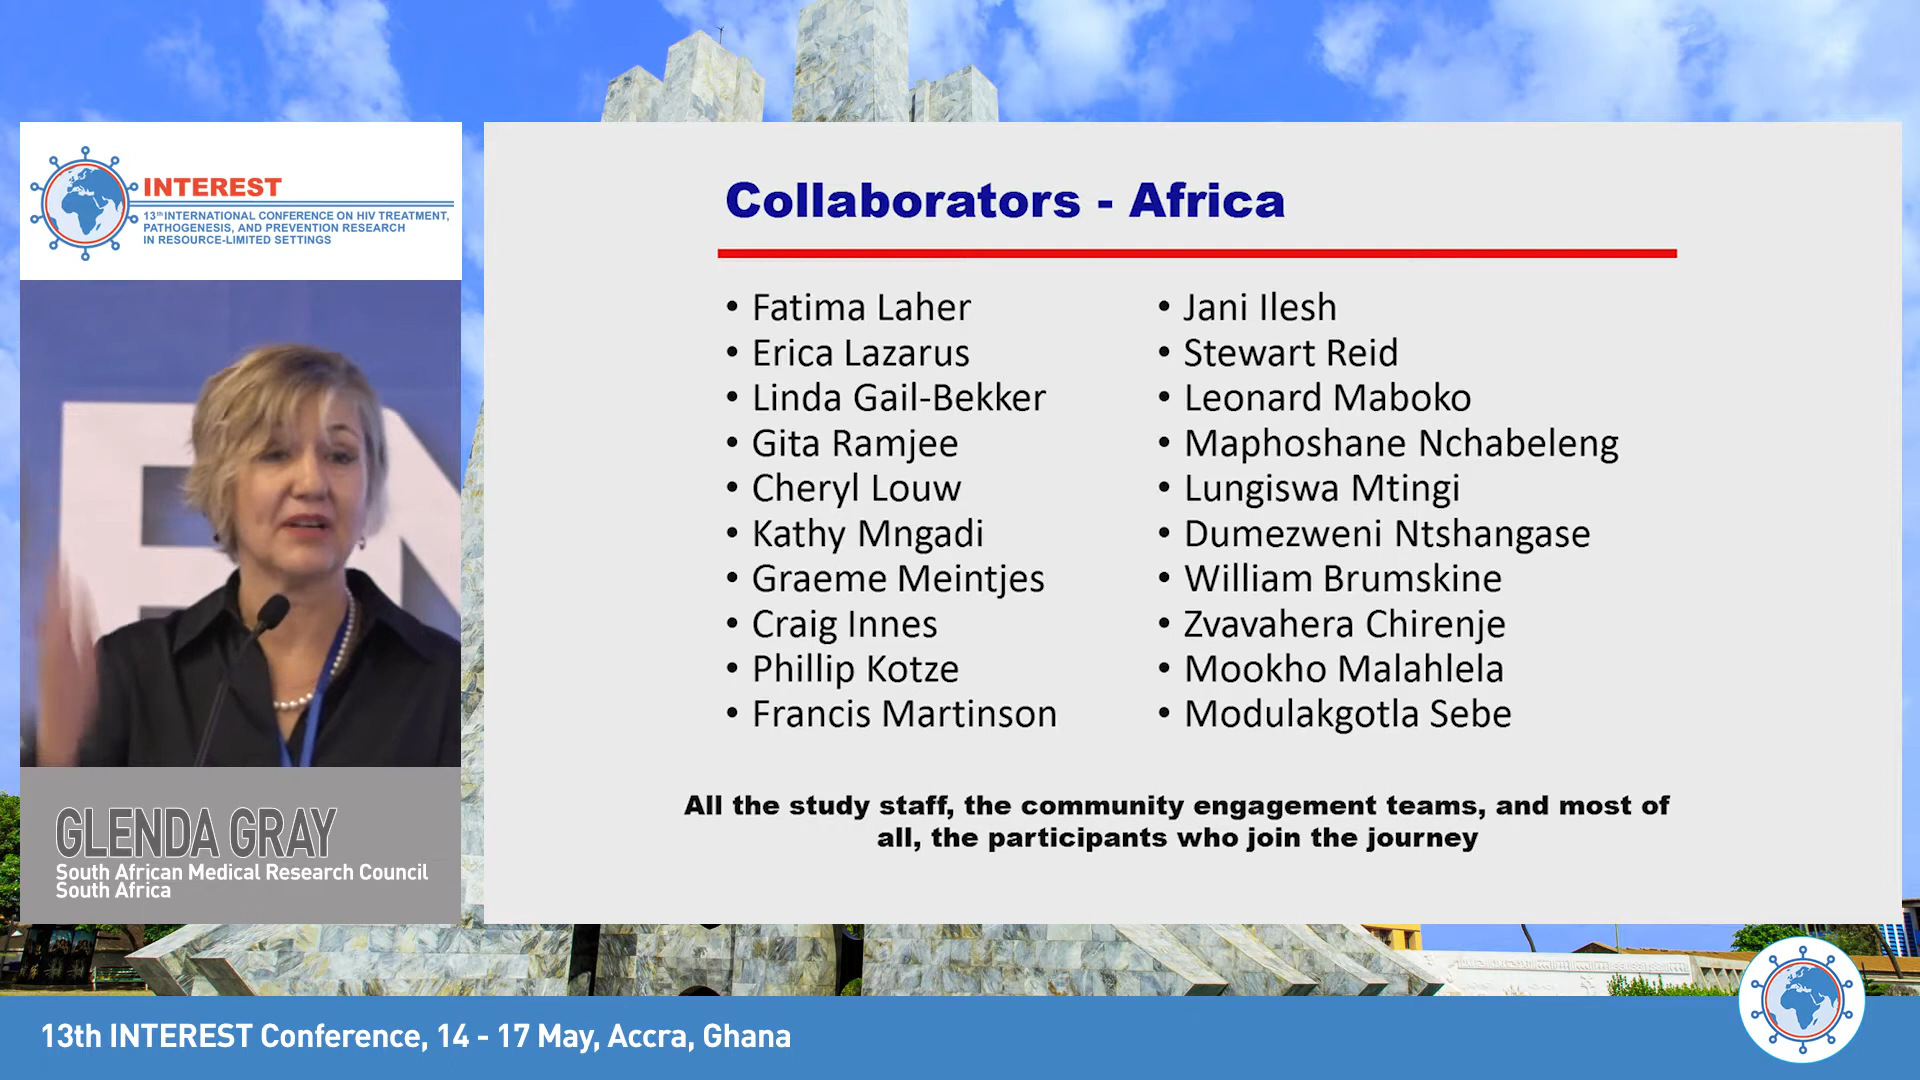 INTEREST
13th INTERNATIONAL CONFERENCE ON HIV TREATMENT,
PATHOGENESIS, AND PREVENTION RESEARCH
IN RESOURCE-LIMITED SETTINGS
GLENDA GRAY
South African Medical Research Council
South Africa
Collaborators - Africa
• Fatima Laher
• Erica Lazarus
• Linda Gail-Bekker
• Gita Ramjee
• Cheryl Louw
• Kathy Mngadi
• Graeme Meintjes
• Craig Innes
• Phillip Kotze
• Francis Martinson
• Jani Ilesh
• Stewart Reid
• Leonard Maboko
• Maphoshane Nchabeleng
• Lungiswa Mtingi
• Dumezweni Ntshangase
• William Brumskine
• Zvavahera Chirenje
• Mookho Malahlela
• Modulakgotla Sebe
All the study staff, the community engagement teams, and most of
all, the participants who join the journey
13th INTEREST Conference, 14 - 17 May, Accra, Ghana